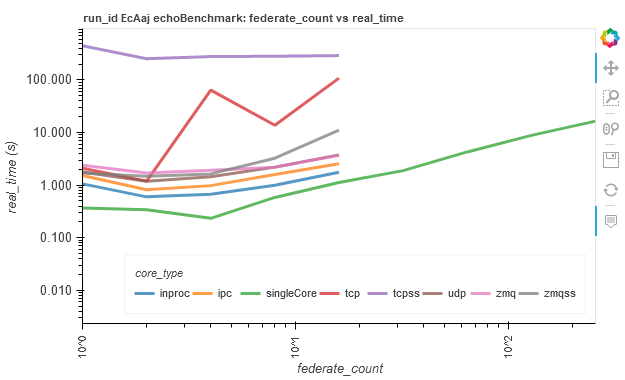 run_id EcAaj echoBenchmark: federate_count vs real_time
real_time (s)
100.000
10.000
1.000
0.100
0.010
core_type
inproc ipc singleCore tcp tcpss udp zmq zmqss
10^0 10^1 10^2
federate_count